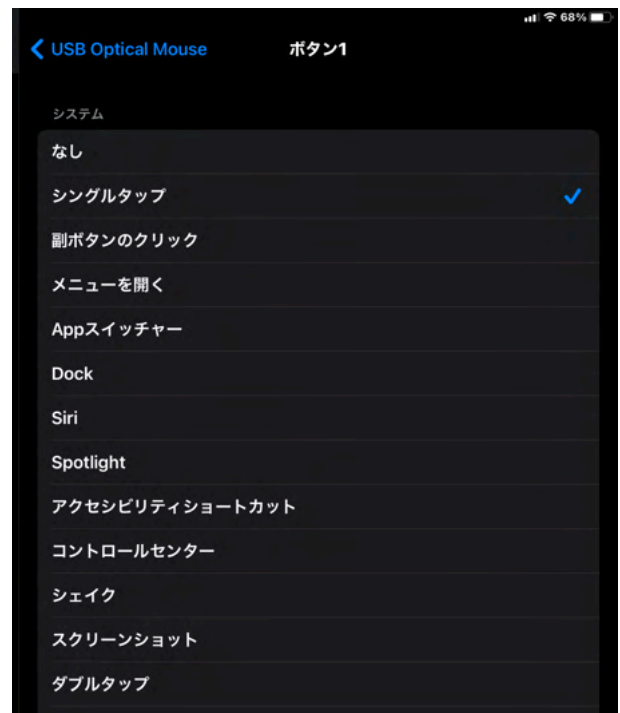 68%
USB Optical Mouse ボタン1
システム
なし
シングルタップ
副ボタンのクリック
メニューを開く
Appスイッチャー
Dock
Siri
Spotlight
アクセシビリティショートカット
コントロールセンター
シェイク
スクリーンショット
ダブルタップ